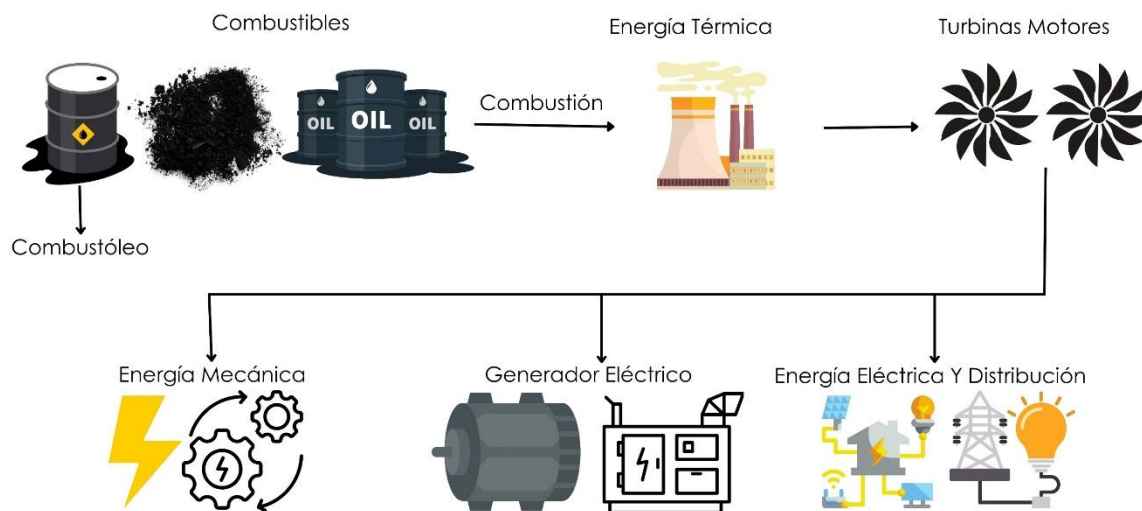 Combustibles
Energía Térmica
Turbinas Motores
OIL
OIL
OIL
Combustión
Combustóleo
Energía Mecánica
Generador Eléctrico
Energía Eléctrica Y Distribución